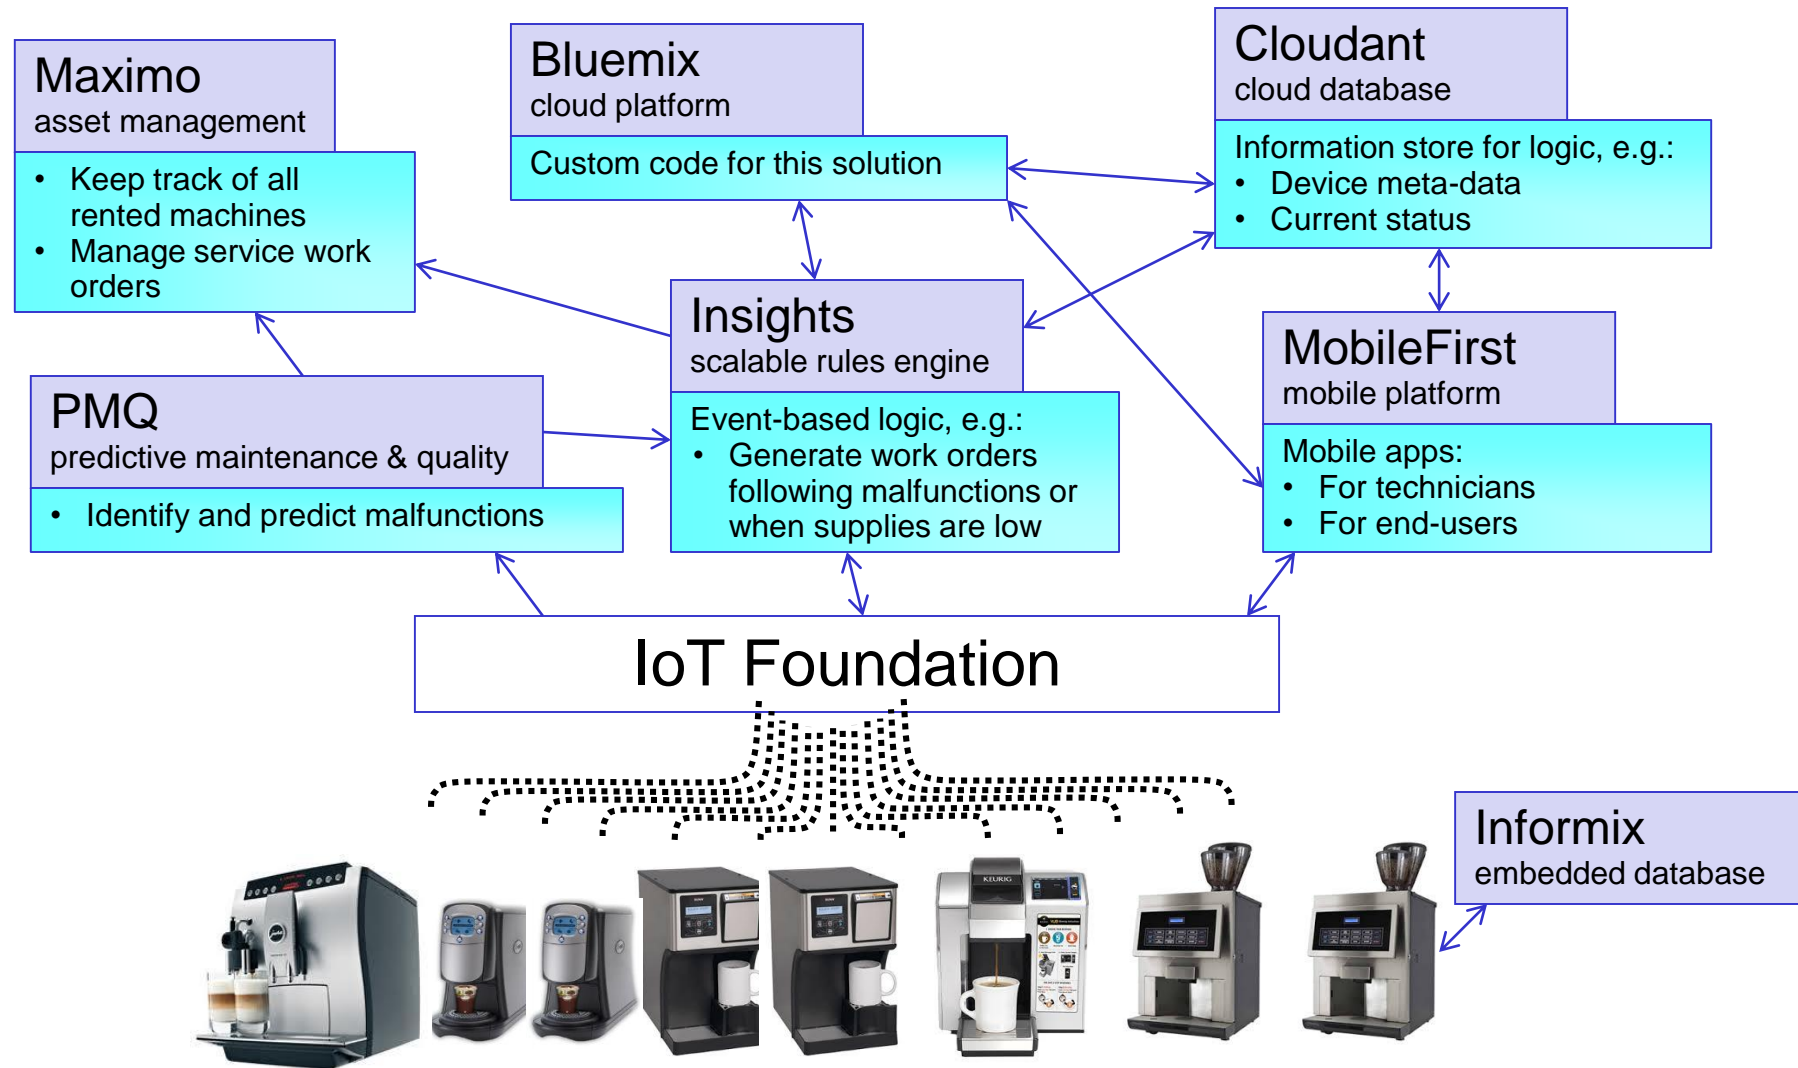 Maximo
asset management
• Keep track of all
rented machines
• Manage service work
orders
Bluemix
cloud platform
Custom code for this solution
Cloudant
cloud database
Information store for logic, e.g.:
• Device meta-data
• Current status
Insights
scalable rules engine
Event-based logic, e.g.:
• Generate work orders
following malfunctions or
when supplies are low
MobileFirst
mobile platform
Mobile apps:
• For technicians
• For end-users
PMQ
predictive maintenance & quality
• Identify and predict malfunctions
IoT Foundation
Informix
embedded database
KEURIG